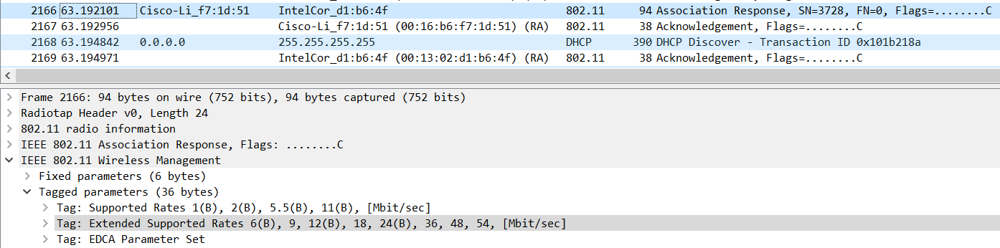 2166 63.192101 Cisco-Li_f7:1d:51 IntelCor_d1:b6:4f 802.11 94 Association Response, SN=3728, FN=0, Flags=........C
2167 63.192956 Cisco-Li_f7:1d:51 (00:16:b6:f7:1d:51) (RA) 802.11 38 Acknowledgement, Flags=........C
2168 63.194842 0.0.0.0 255.255.255.255 DHCP 390 DHCP Discover - Transaction ID 0x101b218a
2169 63.194971 IntelCor_d1:b6:4f (00:13:02:d1:b6:4f) (RA) 802.11 38 Acknowledgement, Flags=........C
Frame 2166: 94 bytes on wire (752 bits), 94 bytes captured (752 bits)
Radiotap Header v0, Length 24
802.11 radio information
IEEE 802.11 Association Response, Flags: ........C
IEEE 802.11 Wireless Management
Fixed parameters (6 bytes)
Tagged parameters (36 bytes)
Tag: Supported Rates 1(B), 2(B), 5.5(B), 11(B), [Mbit/sec]
Tag: Extended Supported Rates 6(B), 9, 12(B), 18, 24(B), 36, 48, 54, [Mbit/sec]
Tag: EDCA Parameter Set